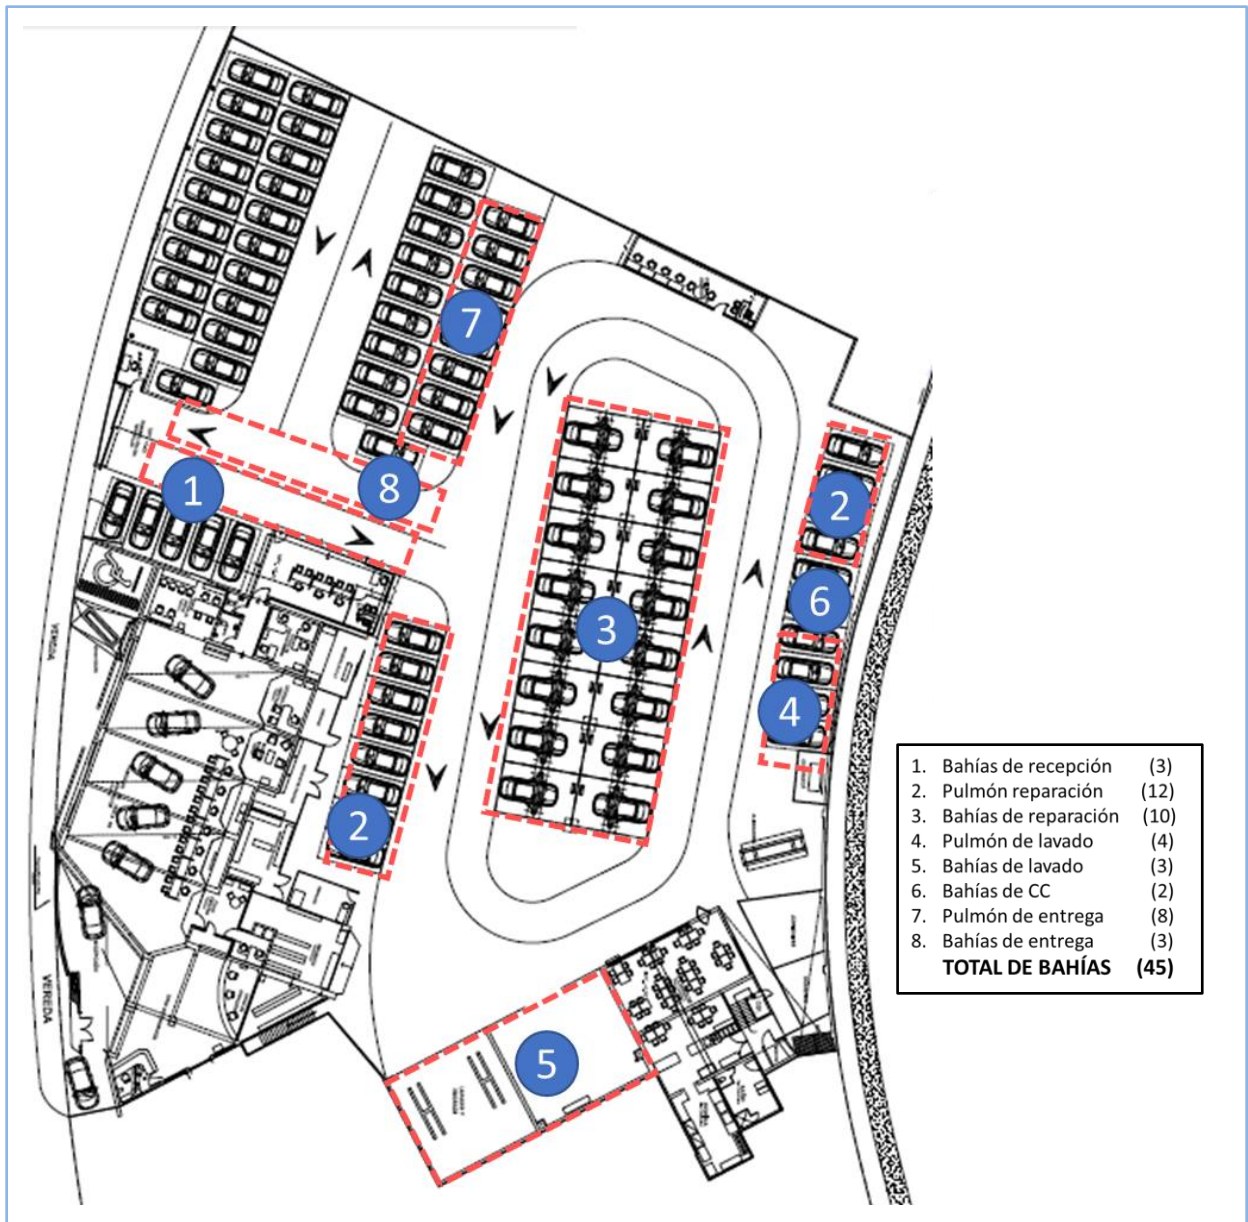 7
1
8
2
6
3
4
2
5
VEREDA
VEREDA
1. Bahías de recepción (3)
2. Pulmón reparación (12)
3. Bahías de reparación (10)
4. Pulmón de lavado (4)
5. Bahías de lavado (3)
6. Bahías de CC (2)
7. Pulmón de entrega (8)
8. Bahías de entrega (3)
TOTAL DE BAHÍAS (45)